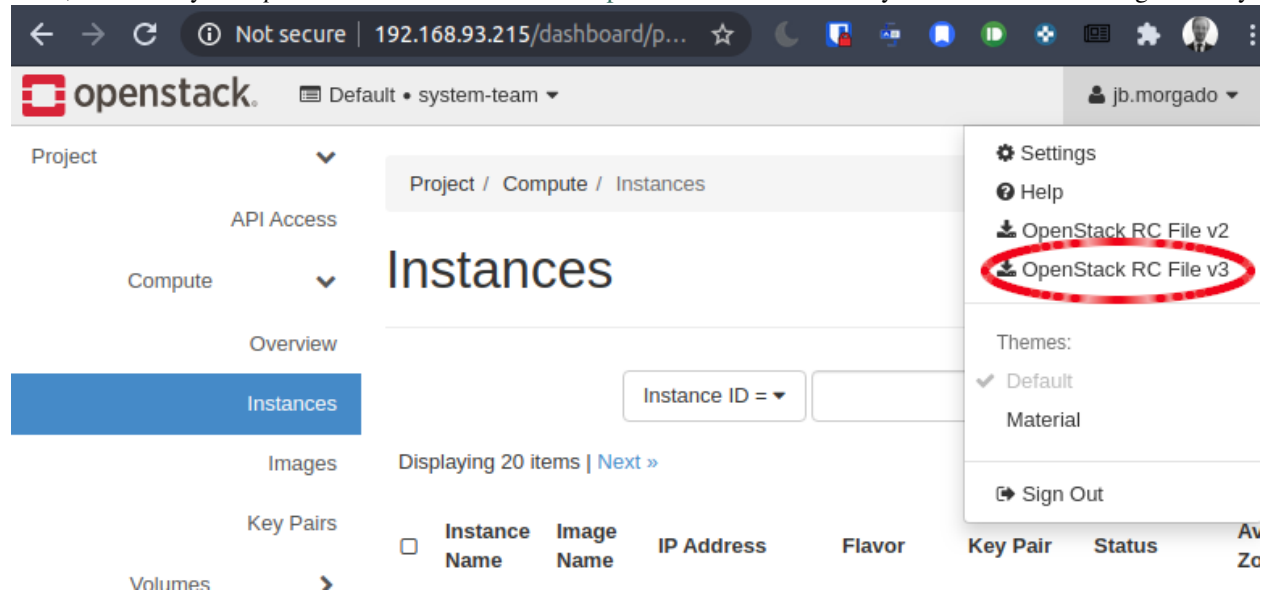 Not secure | 192.168.93.215/dashboard/p...
openstack. Default • system-team jb.morgado
Project
API Access
Compute
Overview
Instances
Images
Key Pairs
Volumes
Project / Compute / Instances
Instances
Instance ID =
Displaying 20 items | Next »
Instance Name Image Name IP Address Flavor Key Pair Status
Settings
Help
OpenStack RC File v2
OpenStack RC File v3
Themes:
Default
Material
Sign Out